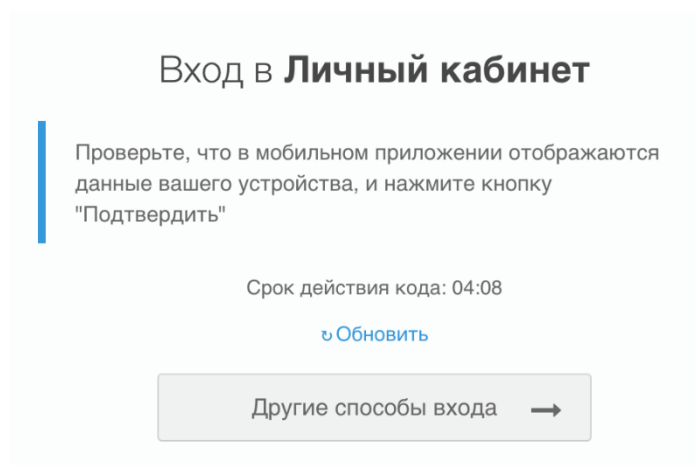 Вход в Личный кабинет
Проверьте, что в мобильном приложении отображаются
данные вашего устройства, и нажмите кнопку
"Подтвердить"
Срок действия кода: 04:08
↻ Обновить
Другие способы входа →